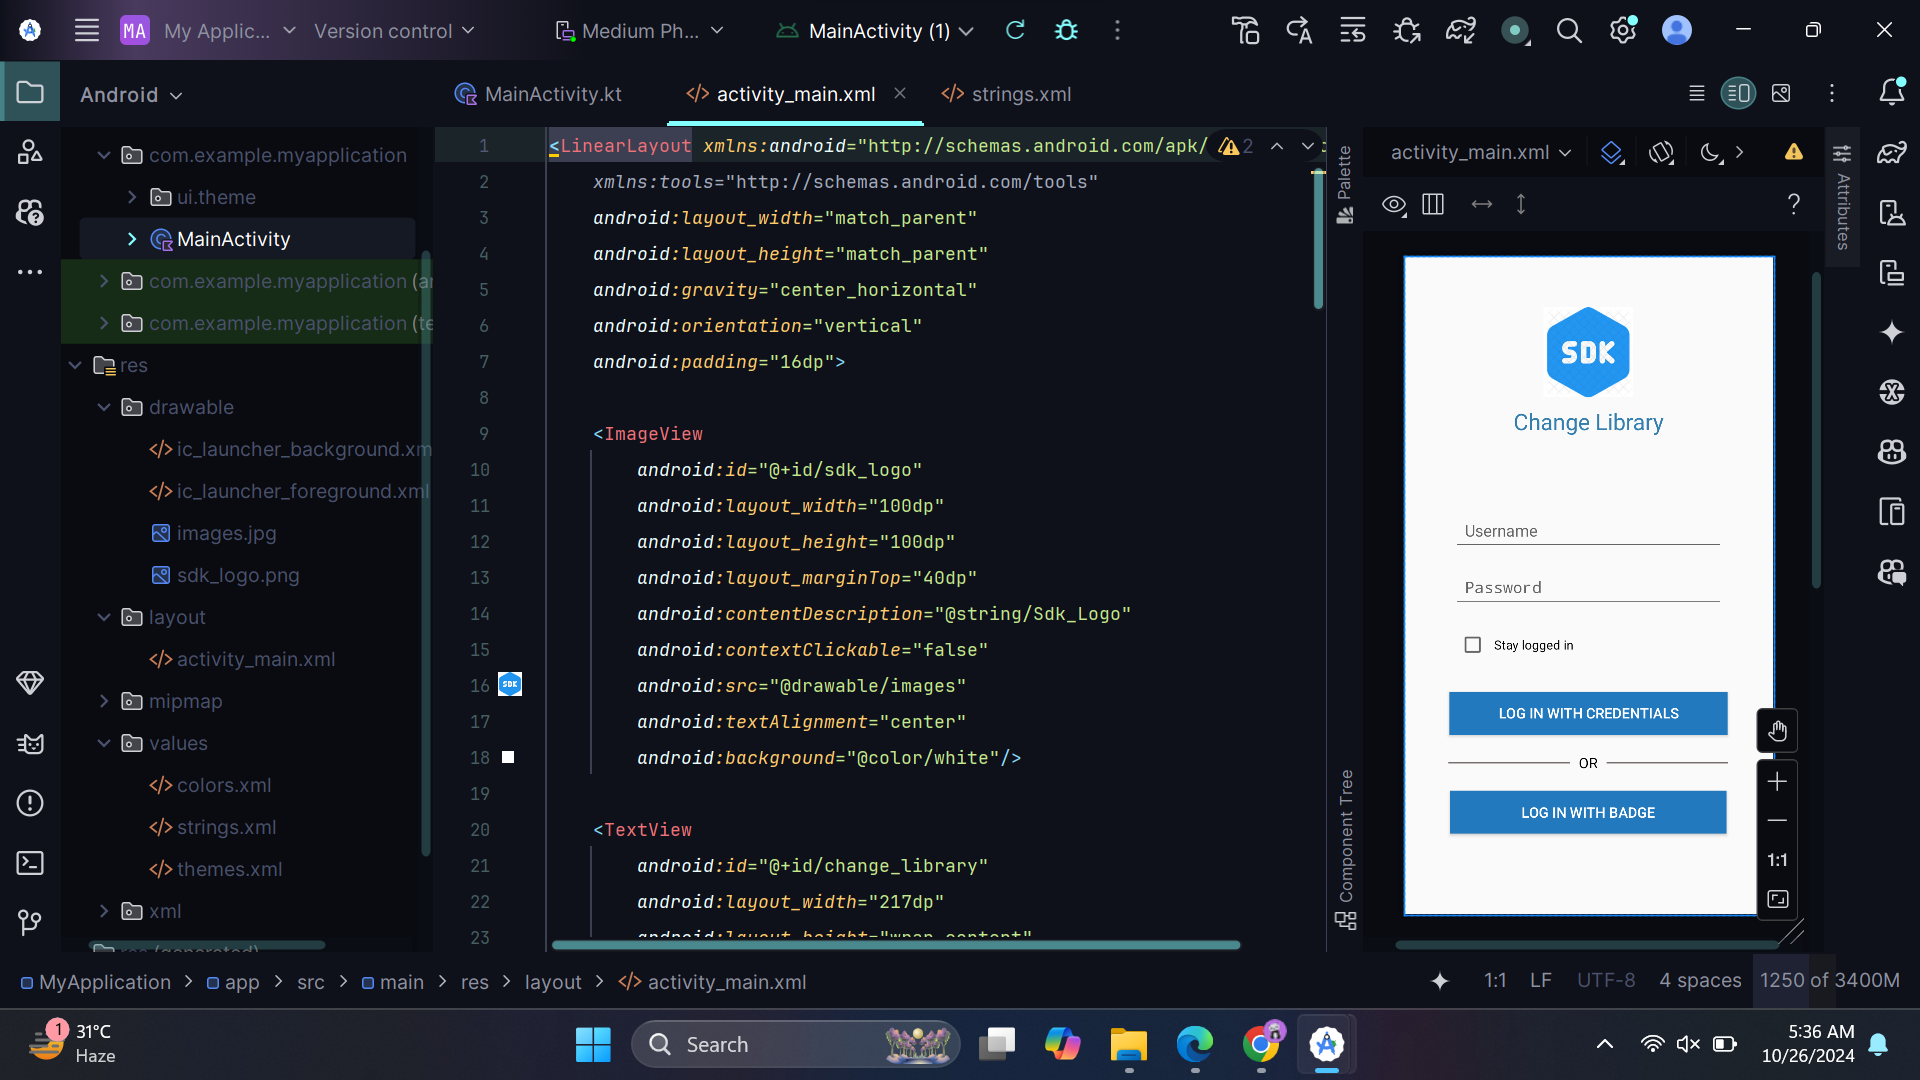 MA My Applic... Version control Medium Ph... MainActivity (1)
Android
MainActivity.kt activity_main.xml strings.xml
com.example.myapplication
ui.theme
MainActivity
com.example.myapplication (an
com.example.myapplication (te
res
drawable
ic_launcher_background.xm
ic_launcher_foreground.xml
images.jpg
sdk_logo.png
layout
activity_main.xml
mipmap
values
colors.xml
strings.xml
themes.xml
xml
res (generated)
1 <LinearLayout xmlns:android="http://schemas.android.com/apk/ 2
2 xmlns:tools="http://schemas.android.com/tools"
3 android:layout_width="match_parent"
4 android:layout_height="match_parent"
5 android:gravity="center_horizontal"
6 android:orientation="vertical"
7 android:padding="16dp">
8
9 <ImageView
10 android:id="@+id/sdk_logo"
11 android:layout_width="100dp"
12 android:layout_height="100dp"
13 android:layout_marginTop="40dp"
14 android:contentDescription="@string/Sdk_Logo"
15 android:contextClickable="false"
16 SDK android:src="@drawable/images"
17 android:textAlignment="center"
18 android:background="@color/white"/>
19
20 <TextView
21 android:id="@+id/change_library"
22 android:layout_width="217dp"
23 android:layout_height="wrap_content"
Palette
Component Tree
activity_main.xml
?
Attributes
SDK
Change Library
Username
Password
Stay logged in
LOG IN WITH CREDENTIALS
OR
LOG IN WITH BADGE
1:1
MyApplication > app > src > main > res > layout > activity_main.xml
1:1 LF UTF-8 4 spaces 1250 of 3400M
1 31°C
Haze
Search
5:36 AM
10/26/2024